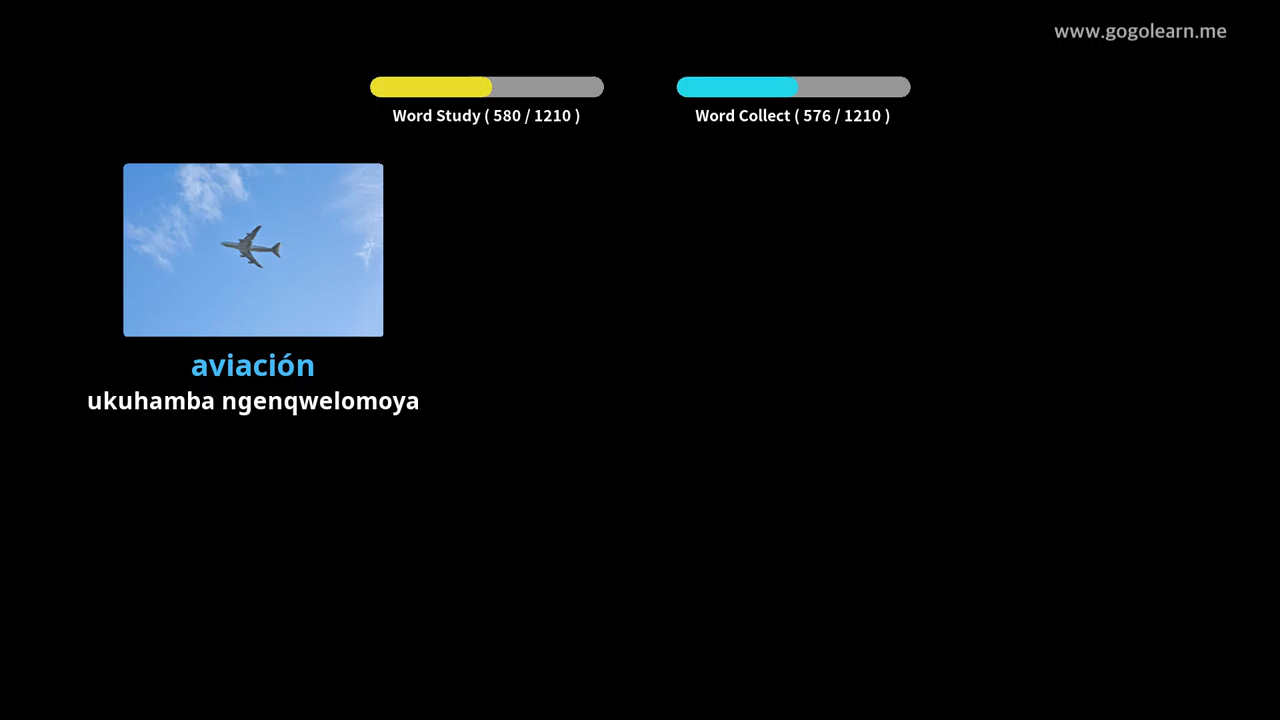 www.gogolearn.me
Word Study ( 580 / 1210 )
Word Collect ( 576 / 1210 )
aviación
ukuhamba ngenqwelomoya